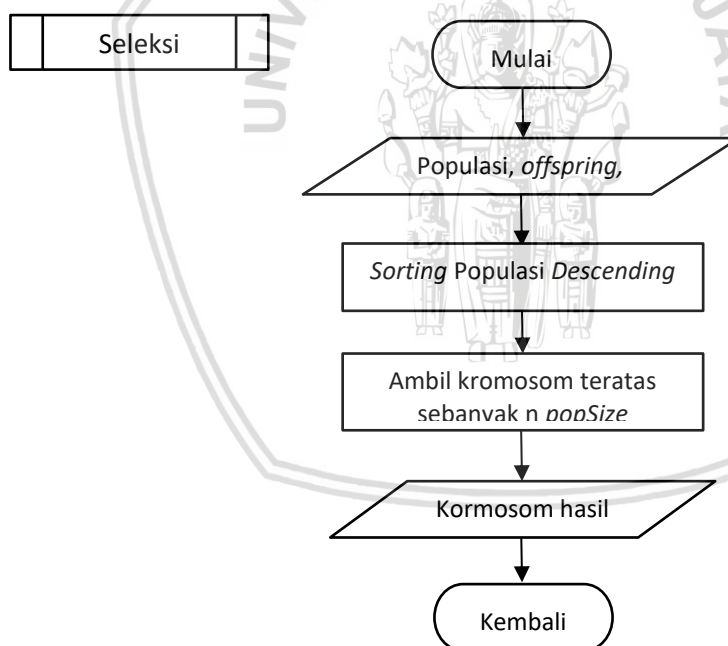 Seleksi
Mulai
Populasi, offspring,
Sorting Populasi Descending
Ambil kromosom teratas
sebanyak n popSize
Kormosom hasil
Kembali